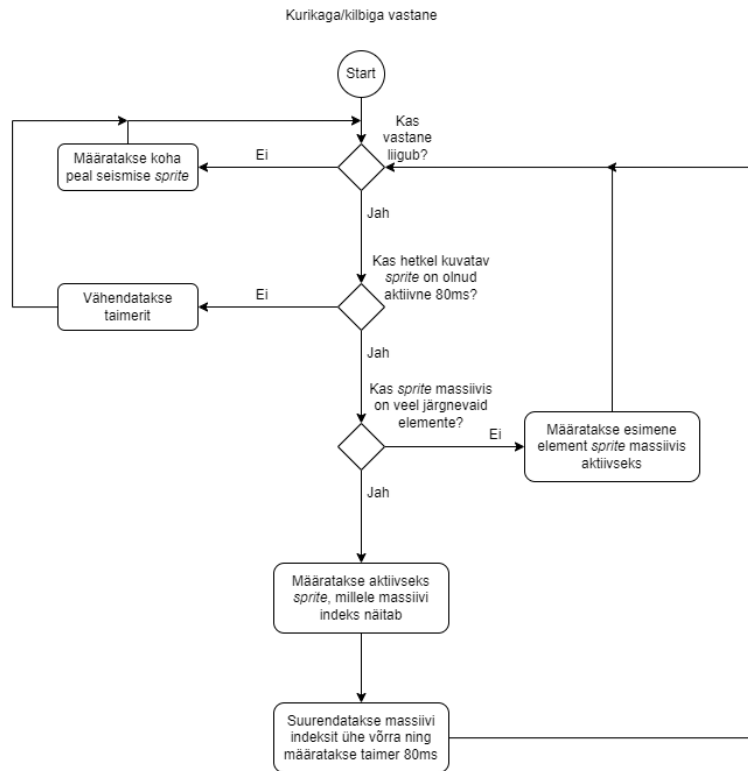 Kurikaga/kilbiga vastane
Start
Kas
vastane
liigub?
Ei
Määratakse koha
peal seismise sprite
Jah
Kas hetkel kuvatav
sprite on olnud
aktiivne 80ms?
Ei
Vähendatakse
taimerit
Jah
Kas sprite massiivis
on veel järgnevaid
elemente?
Ei
Määratakse esimene
element sprite massiivis
aktiivseks
Jah
Määratakse aktiivseks
sprite, millele massiivi
indeks näitab
Suurendatakse massiivi
indeksit ühe võrra ning
määratakse taimer 80ms